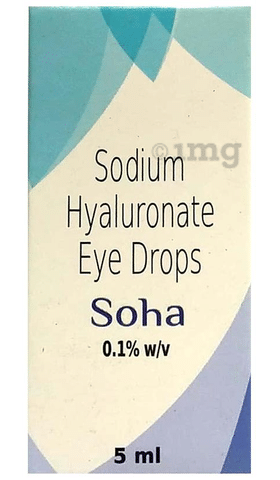 ©1mg
Sodium
Hyaluronate
Eye Drops
Soha
0.1% w/v
5 ml